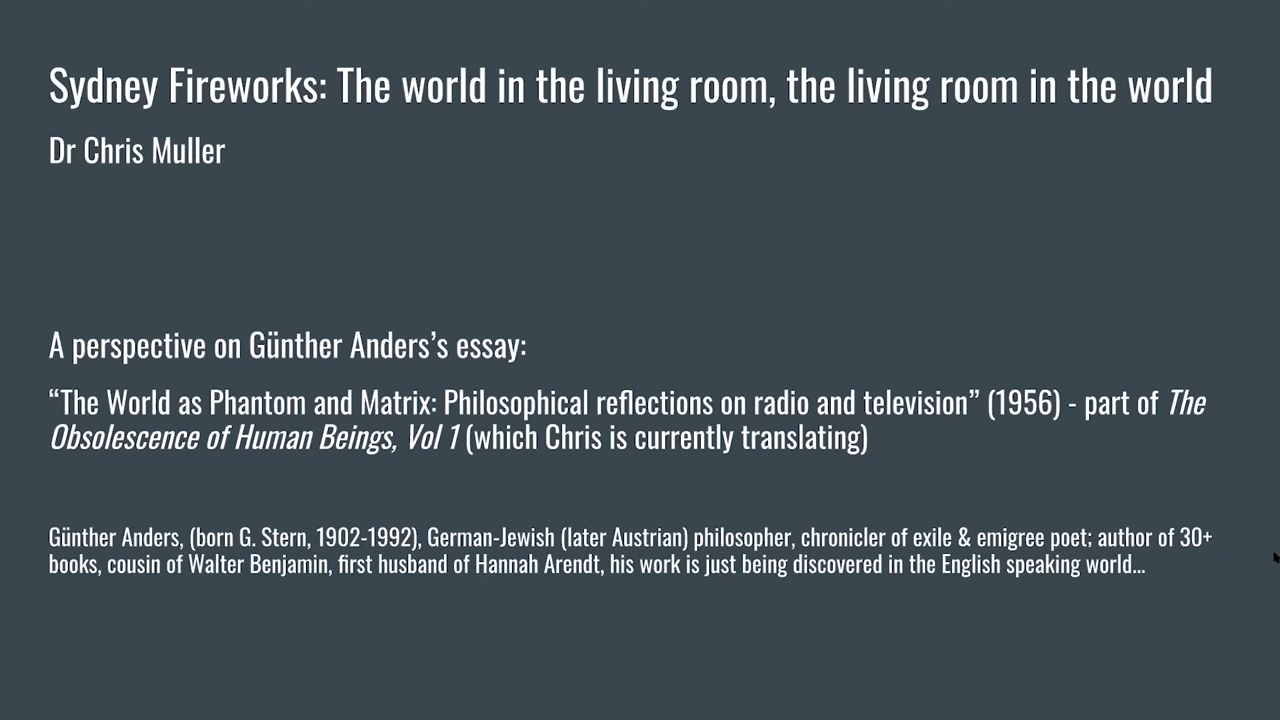 Sydney Fireworks: The world in the living room, the living room in the world
Dr Chris Muller
A perspective on Günther Anders’s essay:
“The World as Phantom and Matrix: Philosophical reflections on radio and television” (1956) - part of The
Obsolescence of Human Beings, Vol 1 (which Chris is currently translating)
Günther Anders, (born G. Stern, 1902-1992), German-Jewish (later Austrian) philosopher, chronicler of exile & emigree poet; author of 30+
books, cousin of Walter Benjamin, first husband of Hannah Arendt, his work is just being discovered in the English speaking world...